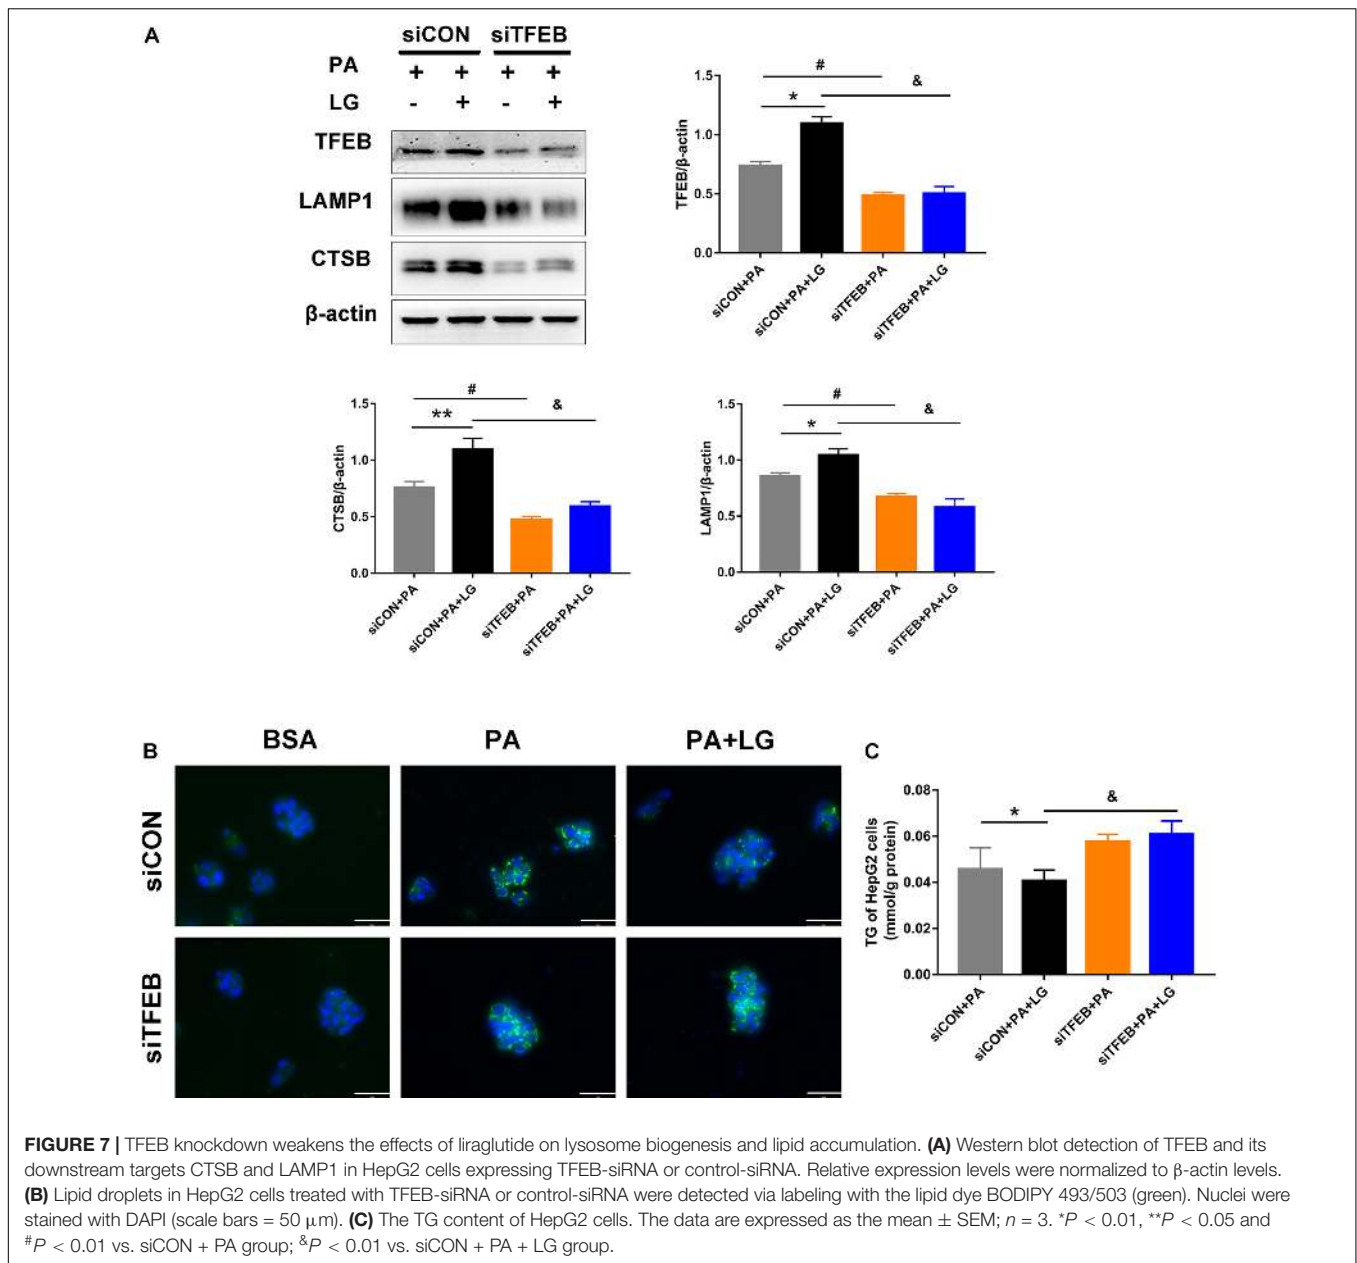 A
siCON siTFEB
PA + + + +
LG - + - +
TFEB
LAMP1
CTSB
β-actin
TFEB/β-actin
1.5
1.0
0.5
0.0
#
&
*
siCON+PA
siCON+PA+LG
siTFEB+PA
siTFEB+PA+LG
CTSB/β-actin
1.5
1.0
0.5
0.0
#
&
**
siCON+PA
siCON+PA+LG
siTFEB+PA
siTFEB+PA+LG
LAMP1/β-actin
1.5
1.0
0.5
0.0
#
&
*
siCON+PA
siCON+PA+LG
siTFEB+PA
siTFEB+PA+LG
B
BSA PA PA+LG
siCON
siTFEB
C
TG of HepG2 cells
(mmol/g protein)
0.08
0.06
0.04
0.02
0.00
&
*
siCON+PA
siCON+PA+LG
siTFEB+PA
siTFEB+PA+LG
FIGURE 7 | TFEB knockdown weakens the effects of liraglutide on lysosome biogenesis and lipid accumulation. (A) Western blot detection of TFEB and its
downstream targets CTSB and LAMP1 in HepG2 cells expressing TFEB-siRNA or control-siRNA. Relative expression levels were normalized to β-actin levels.
(B) Lipid droplets in HepG2 cells treated with TFEB-siRNA or control-siRNA were detected via labeling with the lipid dye BODIPY 493/503 (green). Nuclei were
stained with DAPI (scale bars = 50 μm). (C) The TG content of HepG2 cells. The data are expressed as the mean ± SEM; n = 3. *P < 0.01, **P < 0.05 and
#P < 0.01 vs. siCON + PA group; &P < 0.01 vs. siCON + PA + LG group.